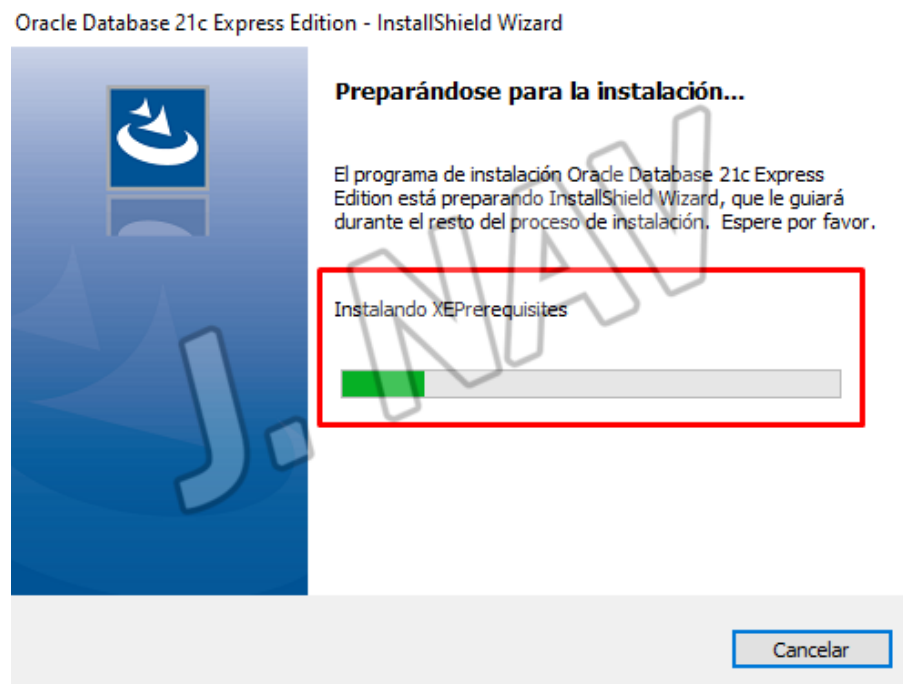 Oracle Database 21c Express Edition - InstallShield Wizard
Preparándose para la instalación...
El programa de instalación Oracle Database 21c Express
Edition está preparando InstallShield Wizard, que le guiará
durante el resto del proceso de instalación. Espere por favor.
Instalando XEPrerequisites
J. NAV
Cancelar